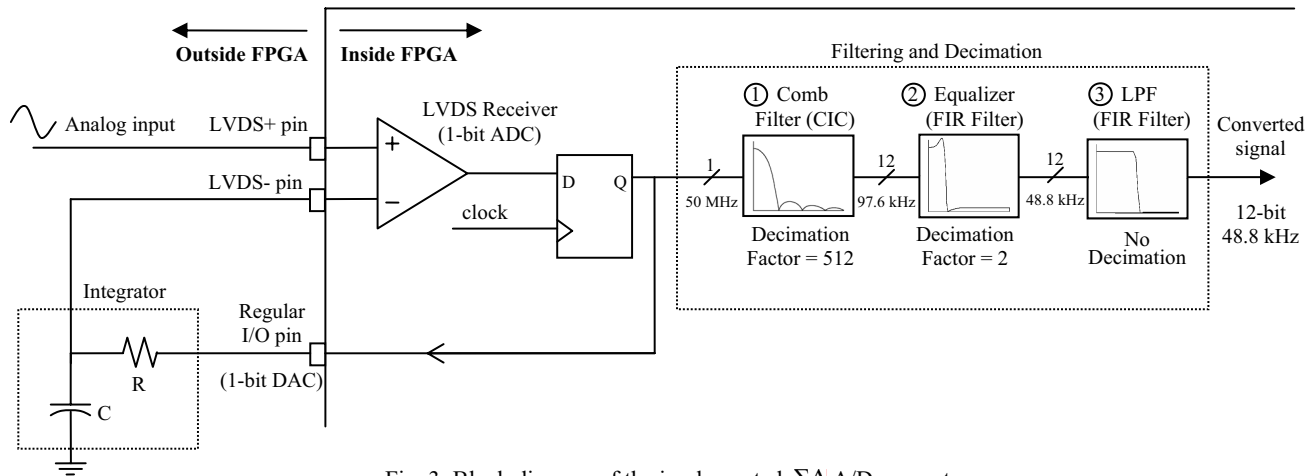 Outside FPGA
Inside FPGA
Filtering and Decimation
Analog input
LVDS+ pin
LVDS- pin
LVDS Receiver
(1-bit ADC)
+
−
D
Q
clock
1
50 MHz
① Comb
Filter (CIC)
Decimation
Factor = 512
12
97.6 kHz
② Equalizer
(FIR Filter)
Decimation
Factor = 2
12
48.8 kHz
③ LPF
(FIR Filter)
No
Decimation
Converted
signal
12-bit
48.8 kHz
Integrator
R
C
Regular
I/O pin
(1-bit DAC)